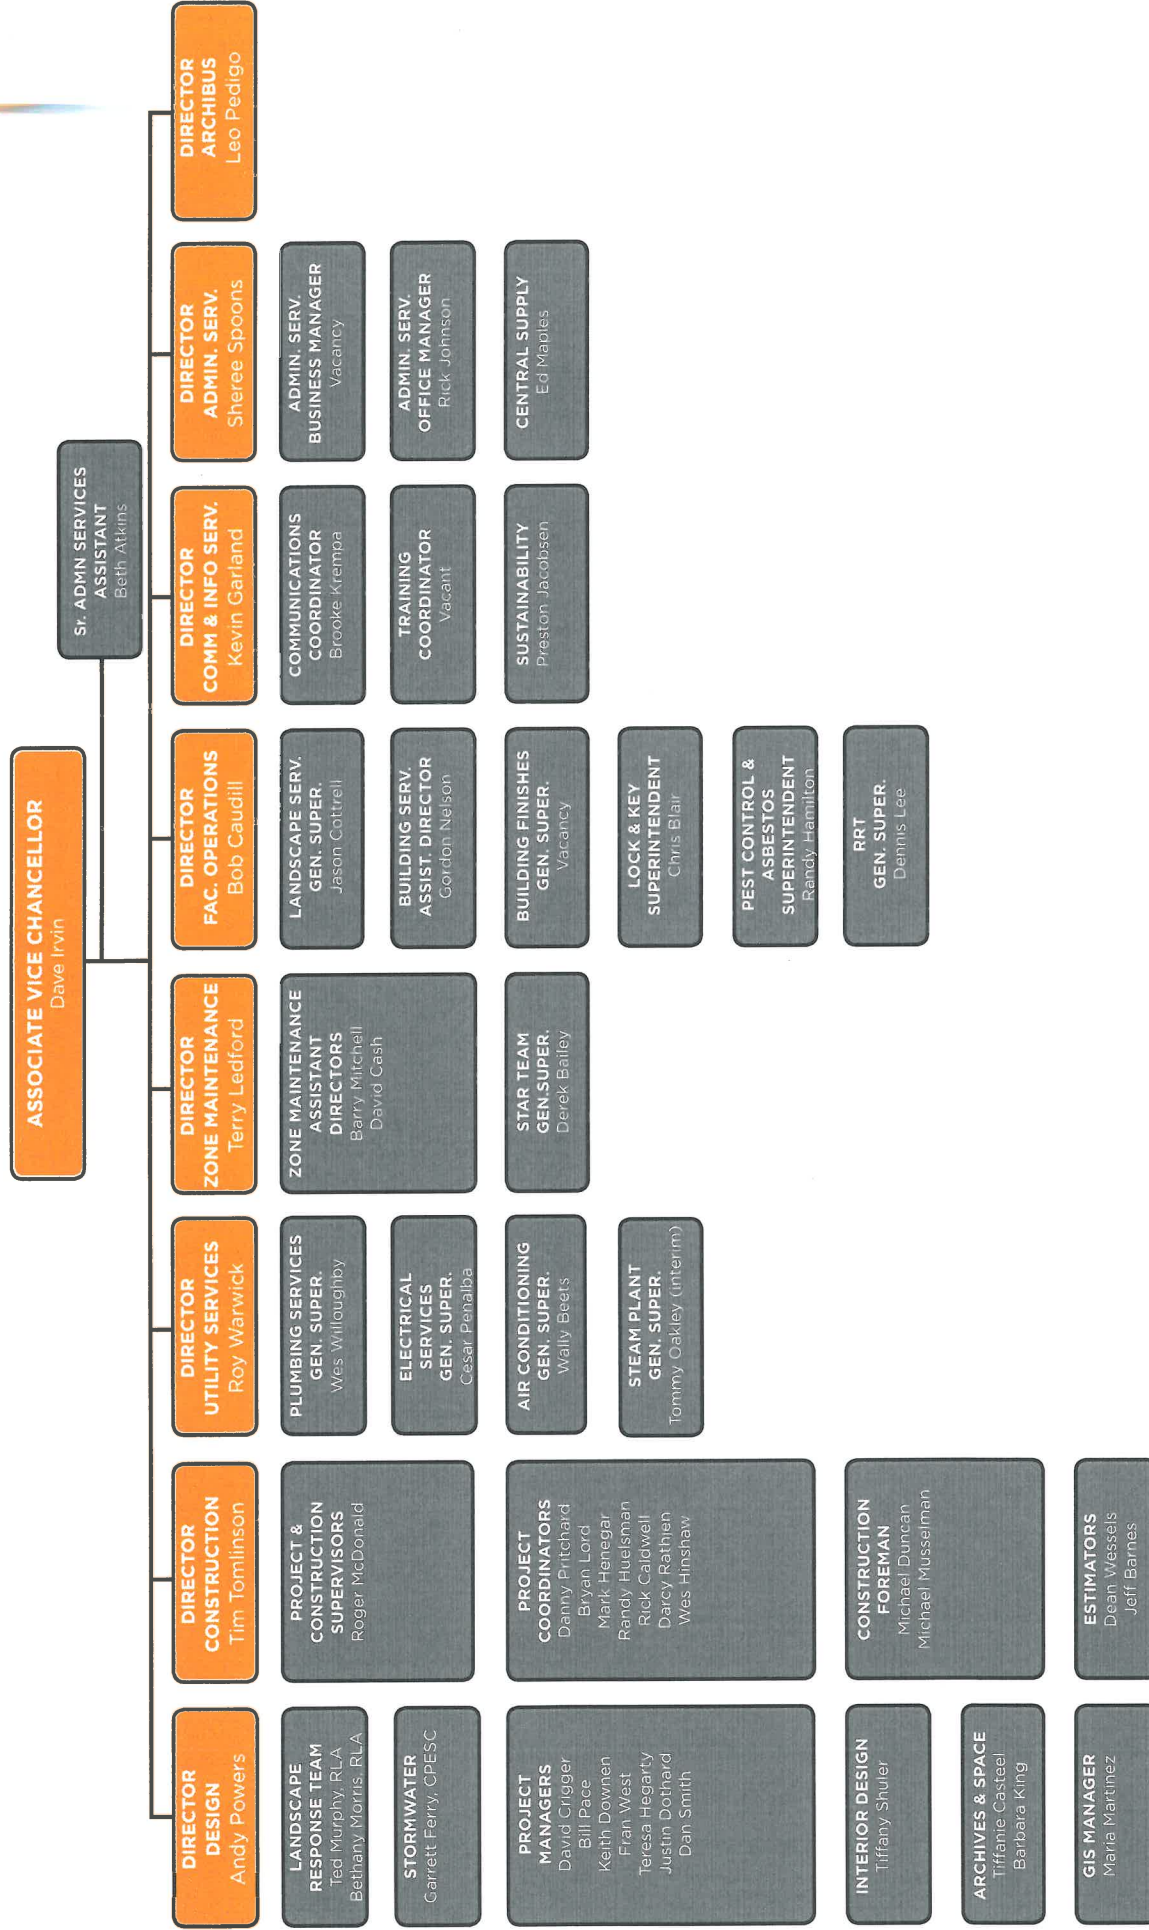 ASSOCIATE VICE CHANCELLOR
Dave Irvin
Sr. ADMN SERVICES
ASSISTANT
Beth Atkins
DIRECTOR
DESIGN
Andy Powers
LANDSCAPE
RESPONSE TEAM
Ted Murphy, RLA
Bethany Morris, RLA
STORMWATER
Garrett Ferry, CPESC
PROJECT
MANAGERS
David Crigger
Bill Pace
Keith Downen
Fran West
Teresa Hegarty
Justin Dothard
Dan Smith
INTERIOR DESIGN
Tiffany Shuler
ARCHIVES & SPACE
Tiffanie Casteel
Barbara King
GIS MANAGER
Maria Martinez
DIRECTOR
CONSTRUCTION
Tim Tomlinson
PROJECT &
CONSTRUCTION
SUPERVISORS
Roger McDonald
PROJECT
COORDINATORS
Danny Pritchard
Bryan Lord
Mark Henegar
Randy Huelsman
Rick Caldwell
Darcy Rathjen
Wes Hinshaw
CONSTRUCTION
FOREMAN
Michael Duncan
Michael Musselman
ESTIMATORS
Dean Wessels
Jeff Barnes
DIRECTOR
UTILITY SERVICES
Roy Warwick
PLUMBING SERVICES
GEN. SUPER.
Wes Willoughby
ELECTRICAL
SERVICES
GEN. SUPER.
Cesar Penalba
AIR CONDITIONING
GEN. SUPER.
Wally Beets
STEAM PLANT
GEN. SUPER.
Tommy Oakley (interim)
DIRECTOR
ZONE MAINTENANCE
Terry Ledford
ZONE MAINTENANCE
ASSISTANT
DIRECTORS
Barry Mitchell
David Cash
STAR TEAM
GEN.SUPER.
Derek Bailey
DIRECTOR
FAC. OPERATIONS
Bob Caudill
LANDSCAPE SERV.
GEN. SUPER.
Jason Cottrell
BUILDING SERV.
ASSIST. DIRECTOR
Gordon Nelson
BUILDING FINISHES
GEN. SUPER.
Vacancy
LOCK & KEY
SUPERINTENDENT
Chris Blair
PEST CONTROL &
ASBESTOS
SUPERINTENDENT
Randy Hamilton
RRT
GEN. SUPER.
Dennis Lee
DIRECTOR
COMM & INFO SERV.
Kevin Garland
COMMUNICATIONS
COORDINATOR
Brooke Krempa
TRAINING
COORDINATOR
Vacant
SUSTAINABILITY
Preston Jacobsen
DIRECTOR
ADMIN. SERV.
Sheree Spoons
ADMIN. SERV.
BUSINESS MANAGER
Vacancy
ADMIN. SERV.
OFFICE MANAGER
Rick Johnson
CENTRAL SUPPLY
Ed Maples
DIRECTOR
ARCHIBUS
Leo Pedigo